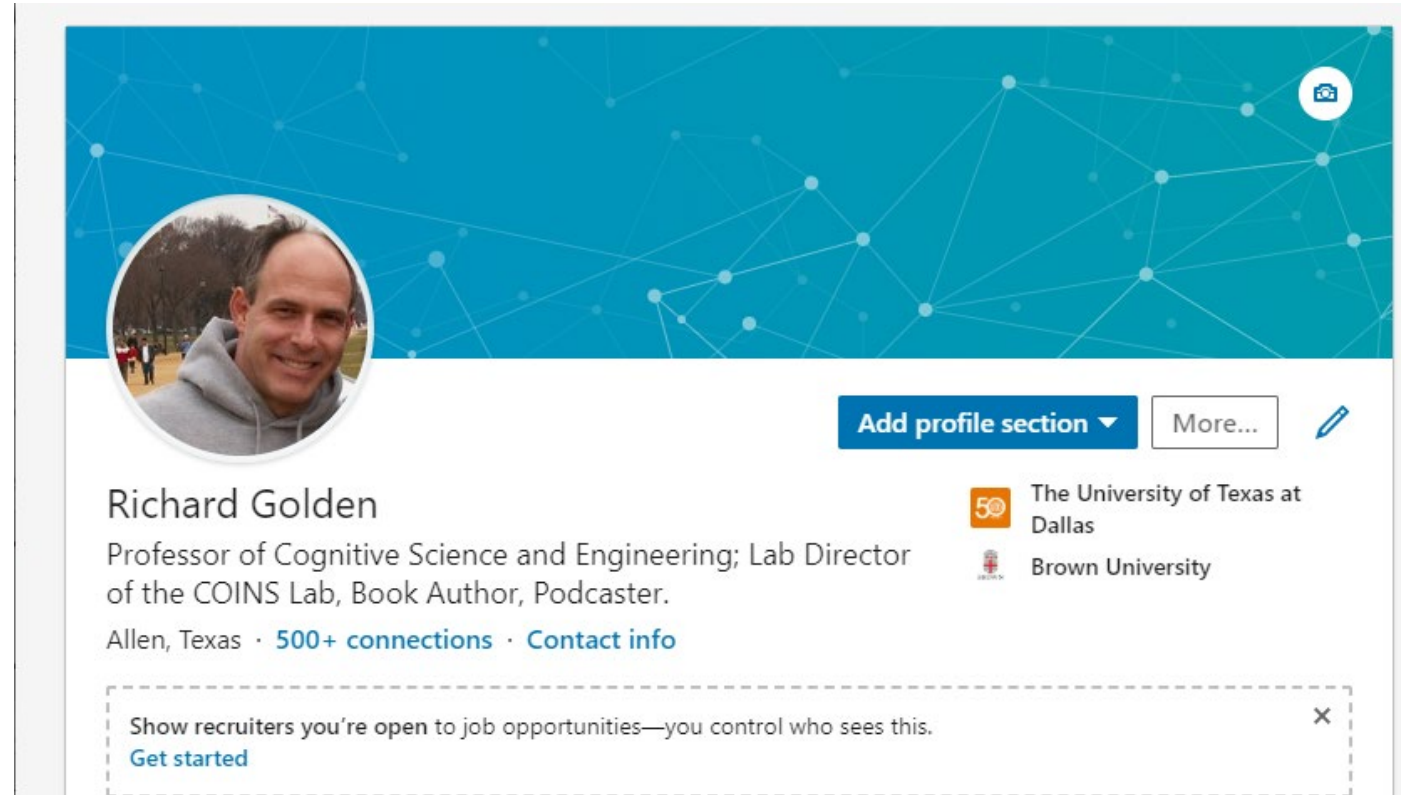 Add profile section
More...
Richard Golden
Professor of Cognitive Science and Engineering; Lab Director
of the COINS Lab, Book Author, Podcaster.
Allen, Texas · 500+ connections · Contact info
50
The University of Texas at
Dallas
BROWN
Brown University
Show recruiters you’re open to job opportunities—you control who sees this.
Get started